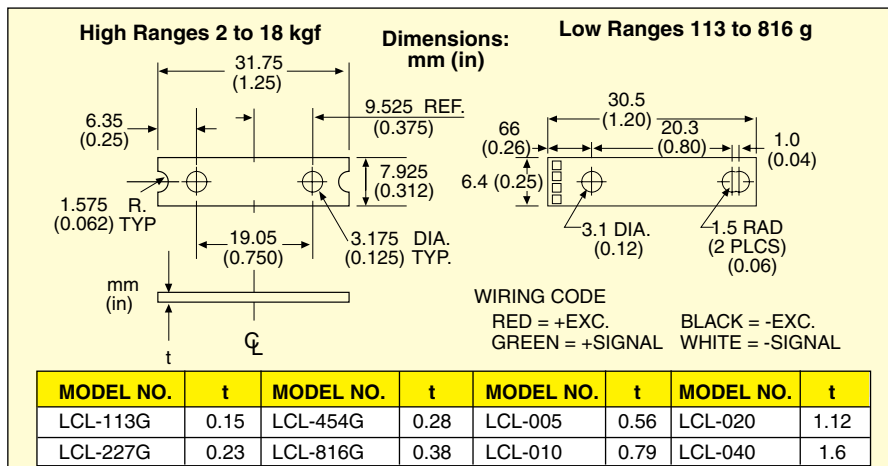 High Ranges 2 to 18 kgf
Dimensions:
mm (in)
Low Ranges 113 to 816 g
31.75
(1.25)
6.35
(0.25)
9.525 REF.
(0.375)
7.925
(0.312)
1.575 R.
(0.062) TYP
19.05
(0.750)
3.175 DIA.
(0.125) TYP.
mm
(in)
t
℄
30.5
(1.20)
66
(0.26)
20.3
(0.80)
1.0
(0.04)
6.4 (0.25)
3.1 DIA.
(0.12)
1.5 RAD
(2 PLCS)
(0.06)
WIRING CODE
RED = +EXC. BLACK = -EXC.
GREEN = +SIGNAL WHITE = -SIGNAL
MODEL NO. t MODEL NO. t MODEL NO. t MODEL NO. t
LCL-113G 0.15 LCL-454G 0.28 LCL-005 0.56 LCL-020 1.12
LCL-227G 0.23 LCL-816G 0.38 LCL-010 0.79 LCL-040 1.6